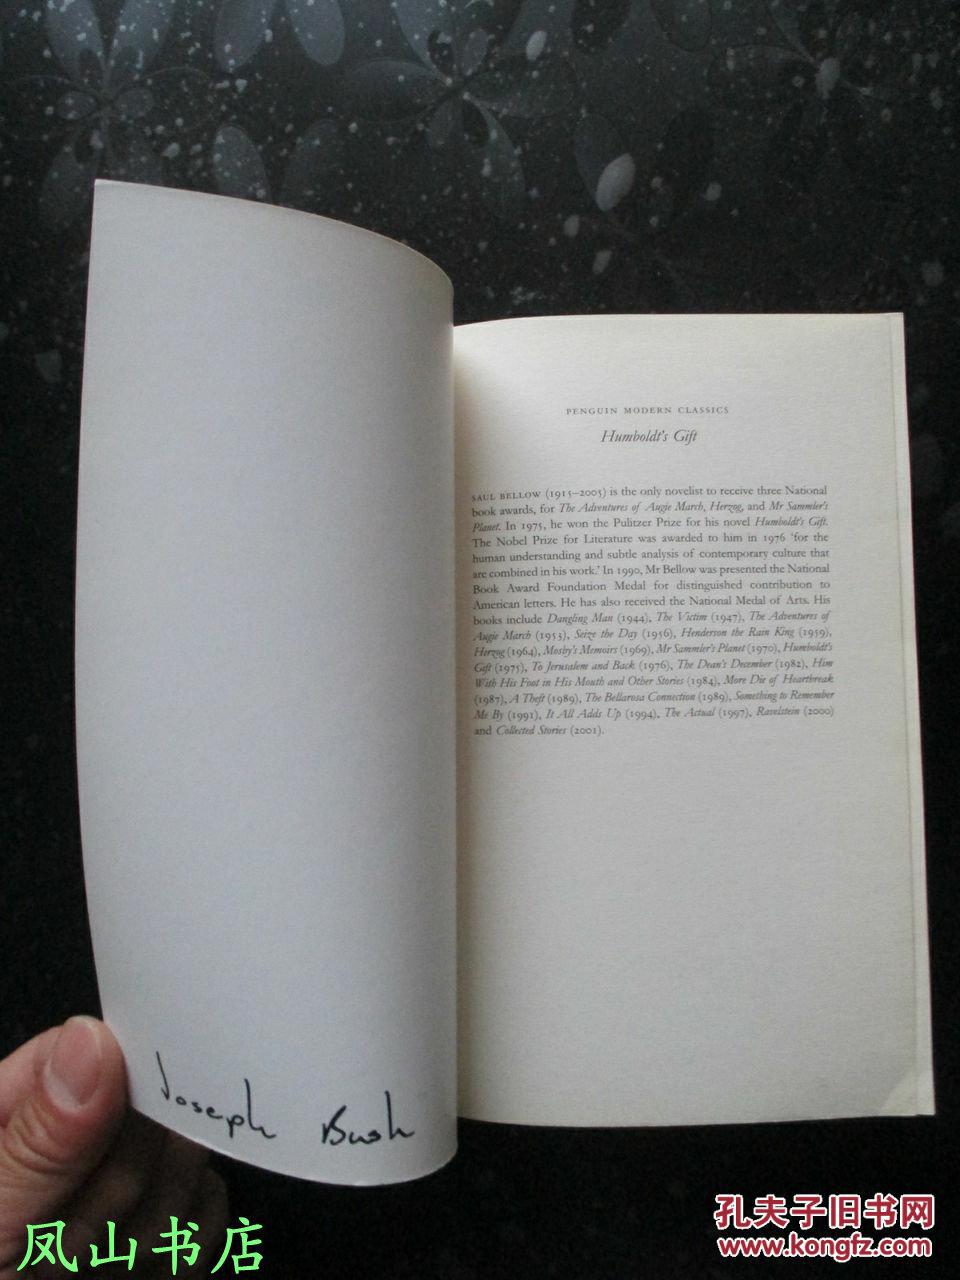 PENGUIN MODERN CLASSICS
Humboldt's Gift
SAUL BELLOW (1915–2005) is the only novelist to receive three National
book awards, for The Adventures of Augie March, Herzog, and Mr Sammler's
Planet. In 1975, he won the Pulitzer Prize for his novel Humboldt's Gift.
The Nobel Prize for Literature was awarded to him in 1976 'for the
human understanding and subtle analysis of contemporary culture that
are combined in his work.' In 1990, Mr Bellow was presented the National
Book Award Foundation Medal for distinguished contribution to
American letters. He has also received the National Medal of Arts. His
books include Dangling Man (1944), The Victim (1947), The Adventures of
Augie March (1953), Seize the Day (1956), Henderson the Rain King (1959),
Herzog (1964), Mosby's Memoirs (1969), Mr Sammler's Planet (1970), Humboldt's
Gift (1975), To Jerusalem and Back (1976), The Dean's December (1982), Him
With His Foot in His Mouth and Other Stories (1984), More Die of Heartbreak
(1987), A Theft (1989), The Bellarosa Connection (1989), Something to Remember
Me By (1991), It All Adds Up (1994), The Actual (1997), Ravelstein (2000)
and Collected Stories (2001).
Joseph Bush
凤山书店
孔夫子旧书网
www.kongfz.com